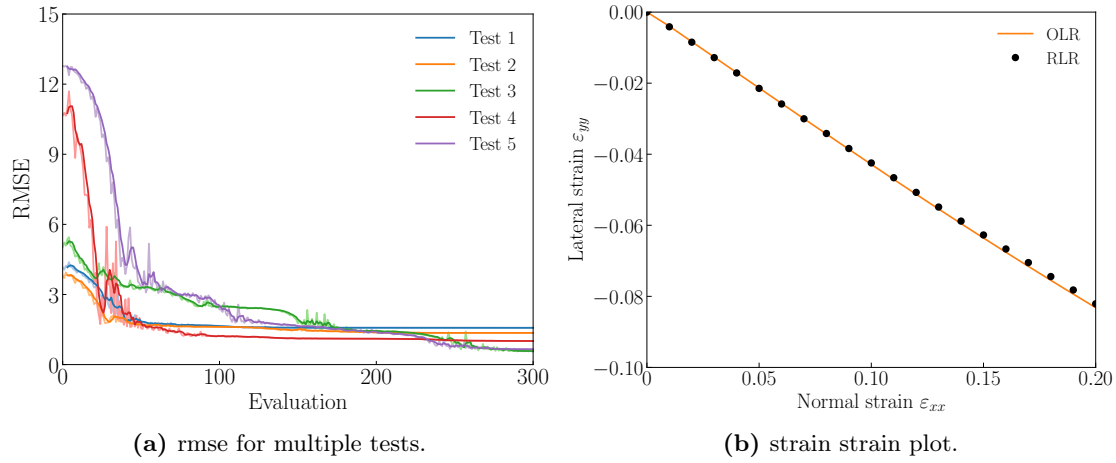 15
12
9
6
3
0
0
100
200
300
RMSE
Evaluation
Test 1
Test 2
Test 3
Test 4
Test 5
(a) rmse for multiple tests.
0.00
−0.02
−0.04
−0.06
−0.08
−0.10
0.05
0.10
0.15
0.20
Lateral strain εyy
Normal strain εxx
OLR
RLR
(b) strain strain plot.